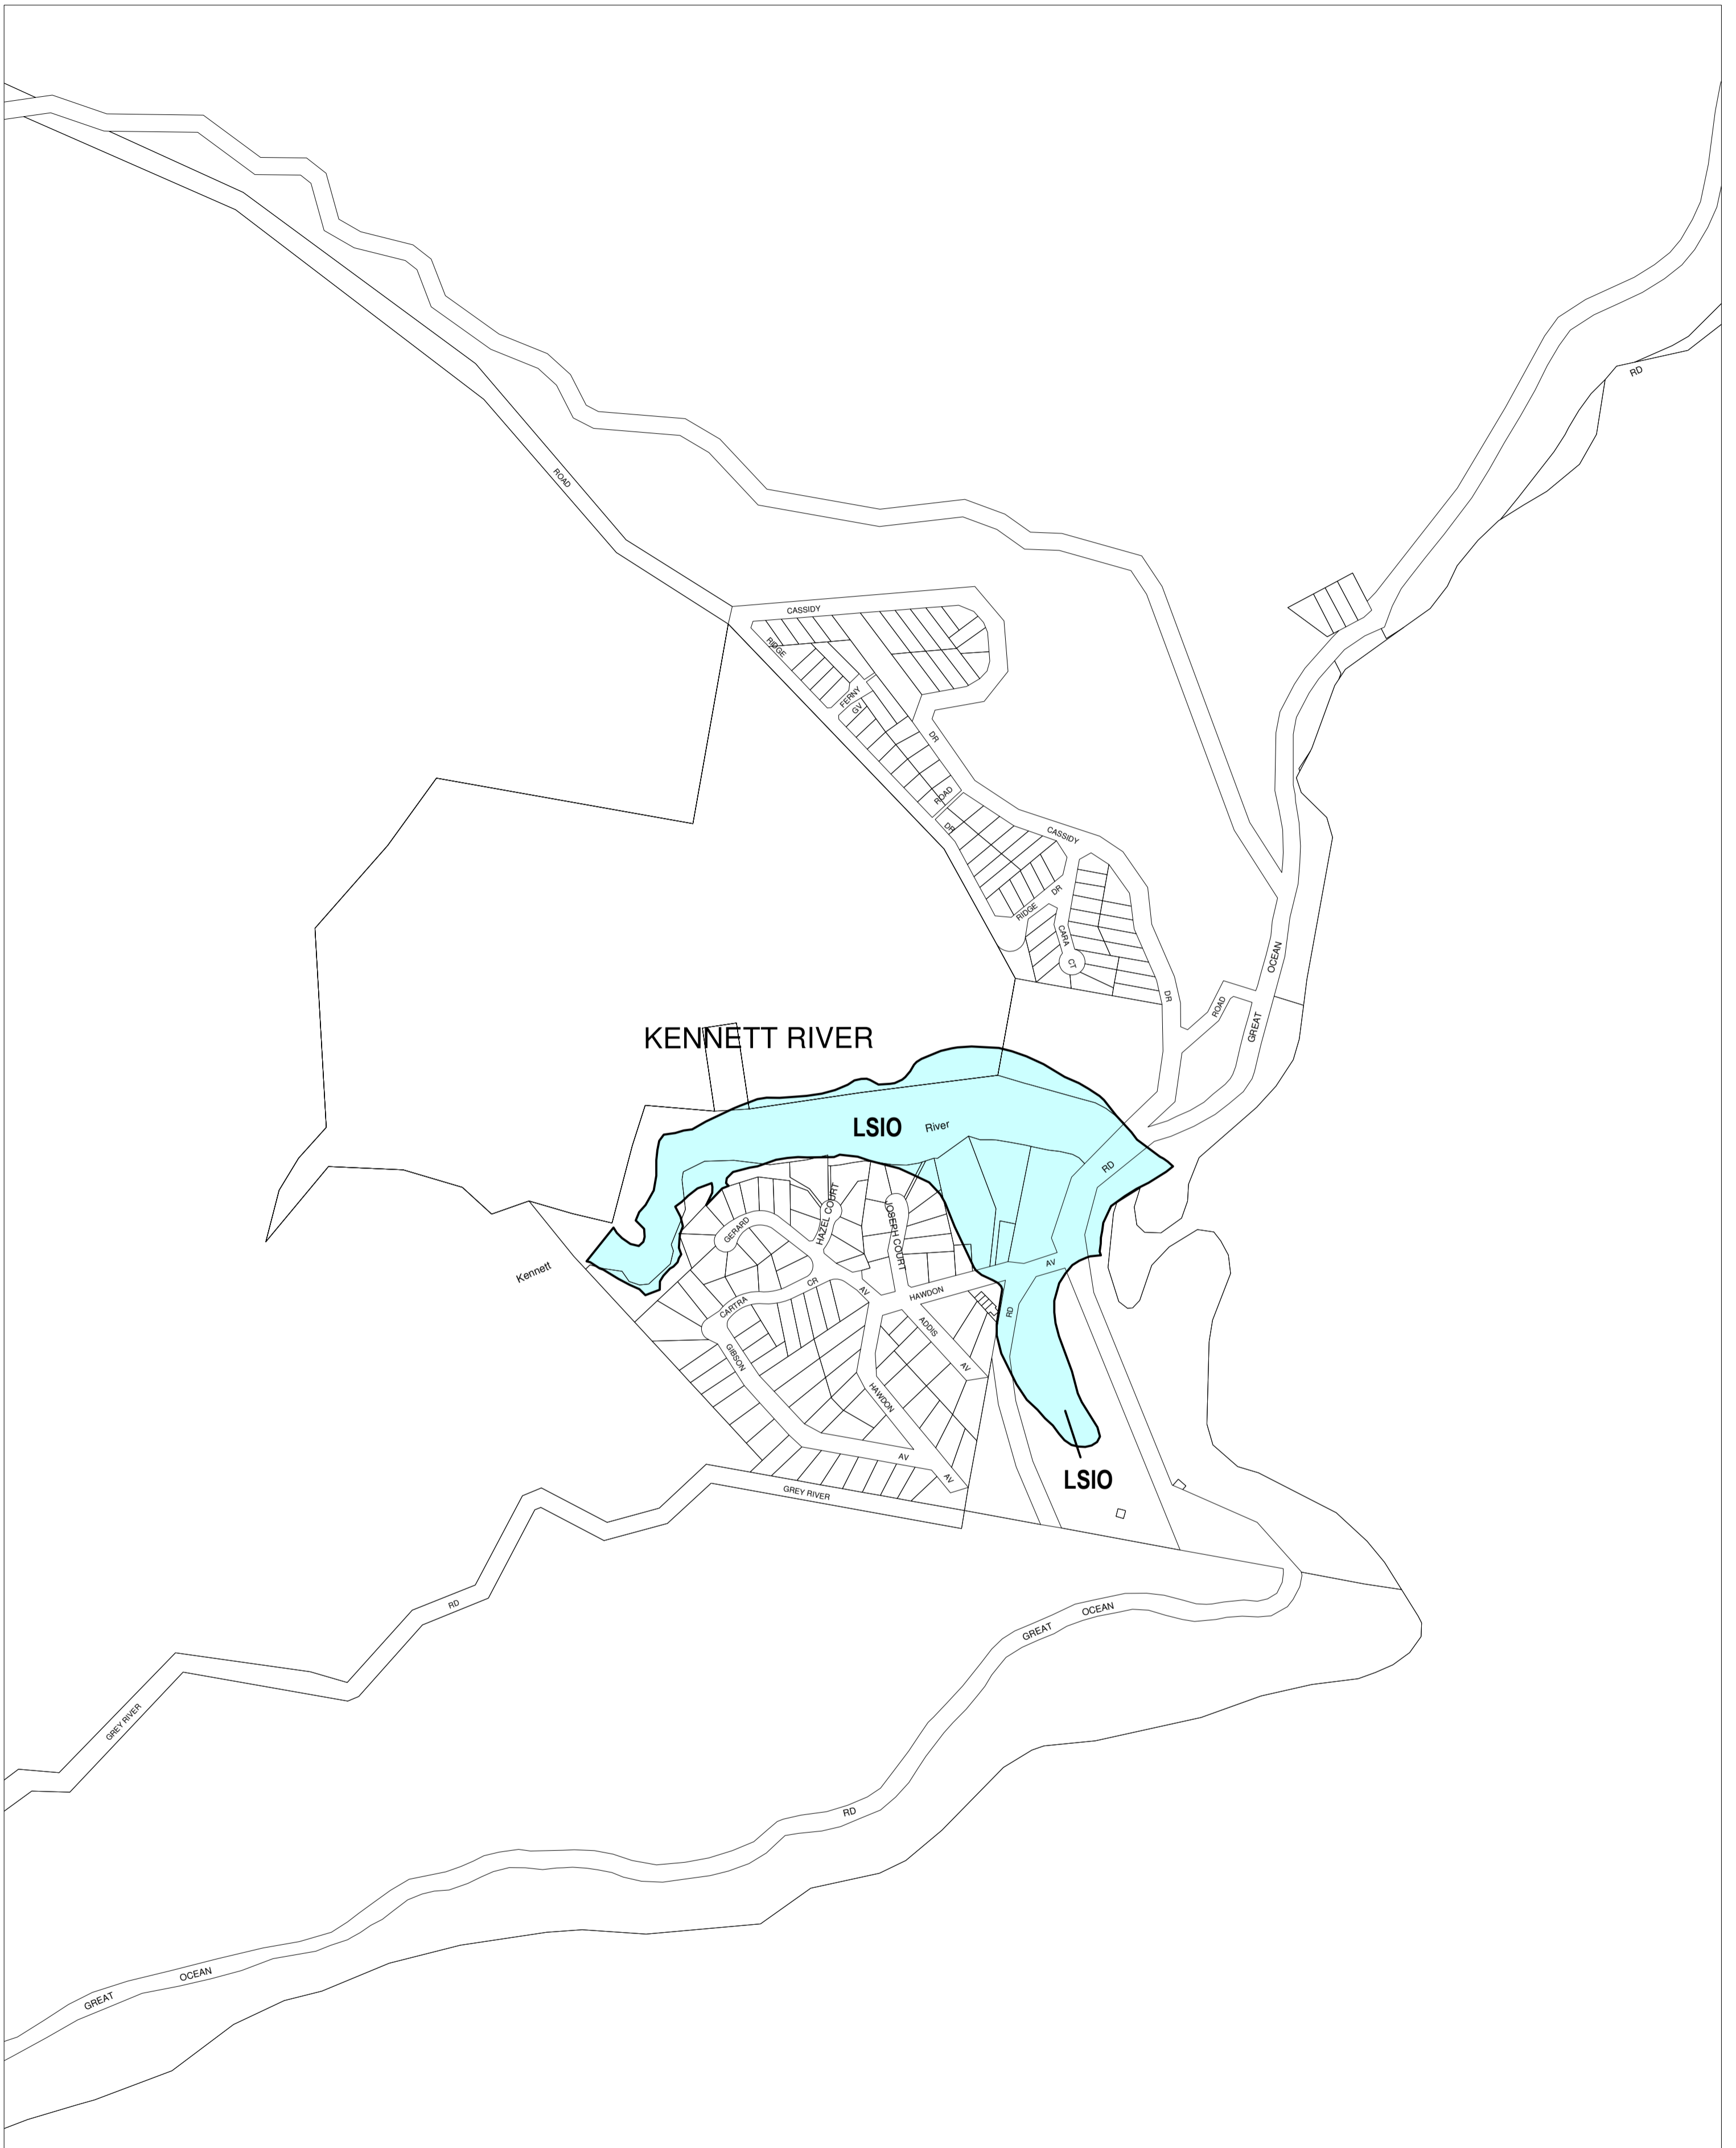 RD
ROAD
CASSIDY
RIDGE
FERNY
GV
DR
ROAD
DR
CASSIDY
DR
RIDGE
CARA
CT
OCEAN
DR
ROAD
GREAT
KENNETT RIVER
LSIO
River
RD
HAZEL COURT
JOSEPH COURT
GERARD
Kennett
AV
CR
AV
HAWDON
CARTRA
RD
ADDIS
GIBSON
AV
HAWDON
AV
AV
LSIO
GREY RIVER
RD
OCEAN
GREAT
GREY RIVER
RD
OCEAN
GREAT